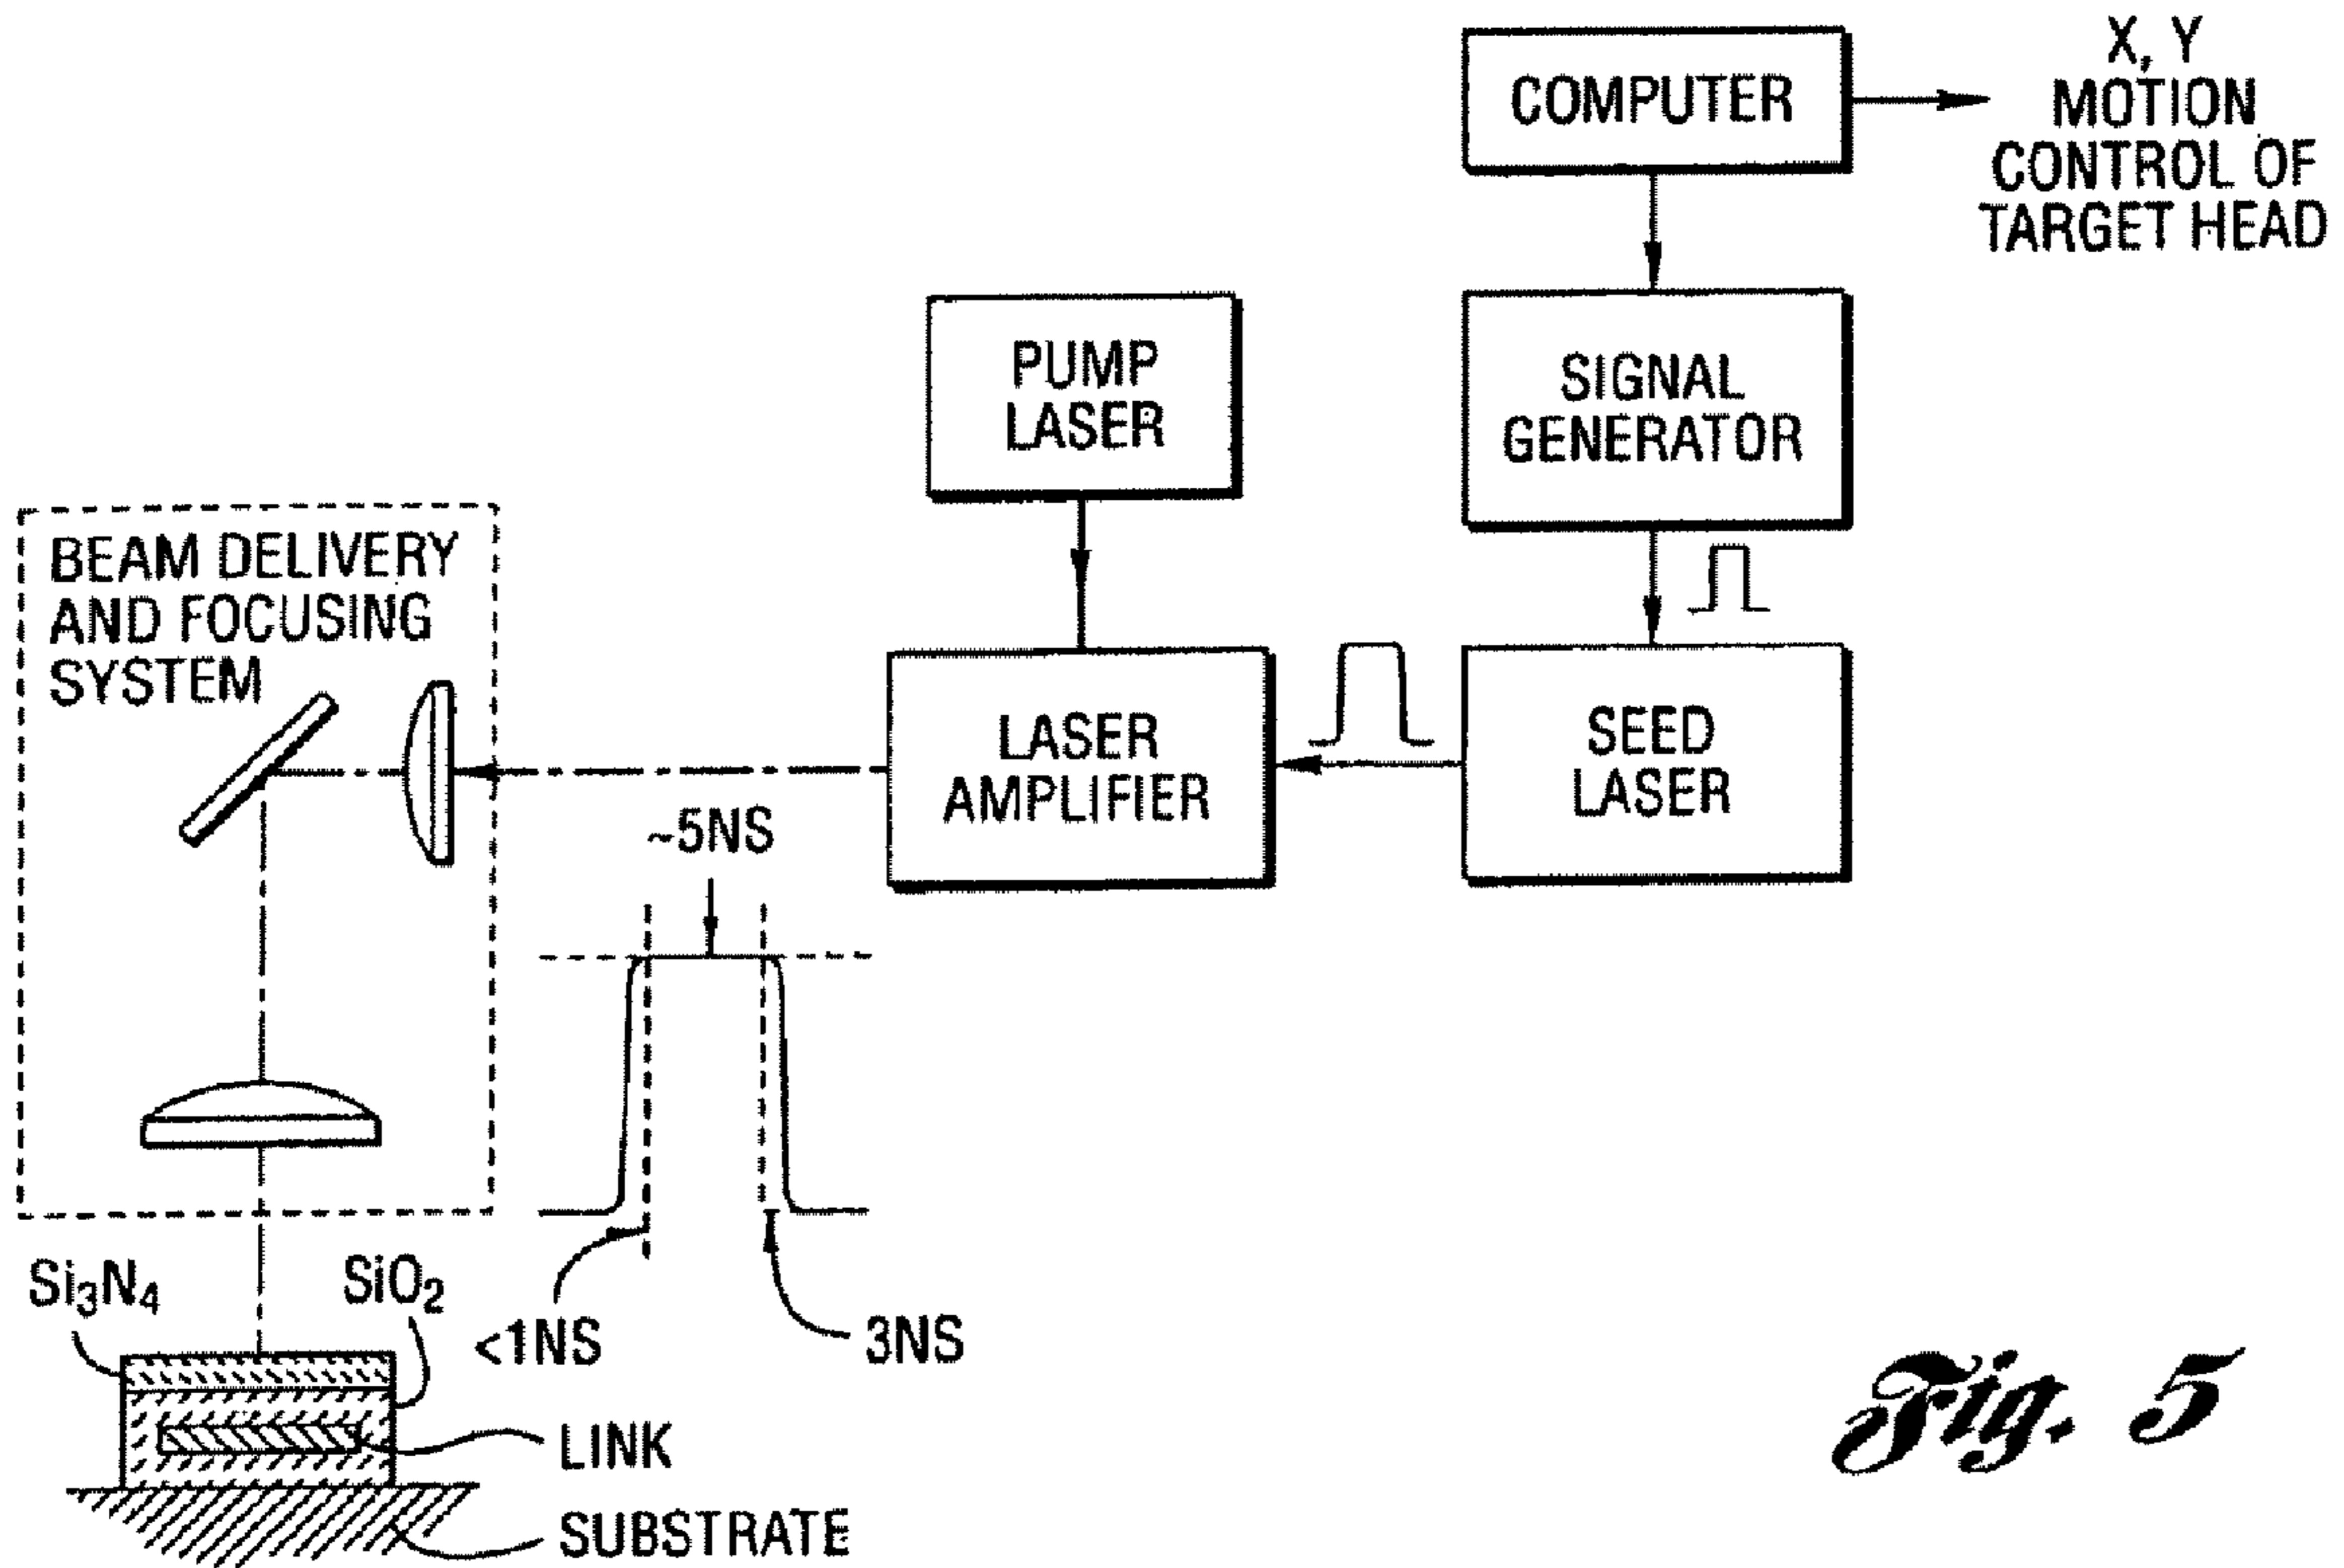 X, Y
MOTION
CONTROL OF
TARGET HEAD
COMPUTER
PUMP
LASER
SIGNAL
GENERATOR
BEAM DELIVERY
AND FOCUSING
SYSTEM
LASER
AMPLIFIER
SEED
LASER
~5NS
Si₃N₄
SiO₂
<1NS
3NS
LINK
SUBSTRATE
Fig. 5